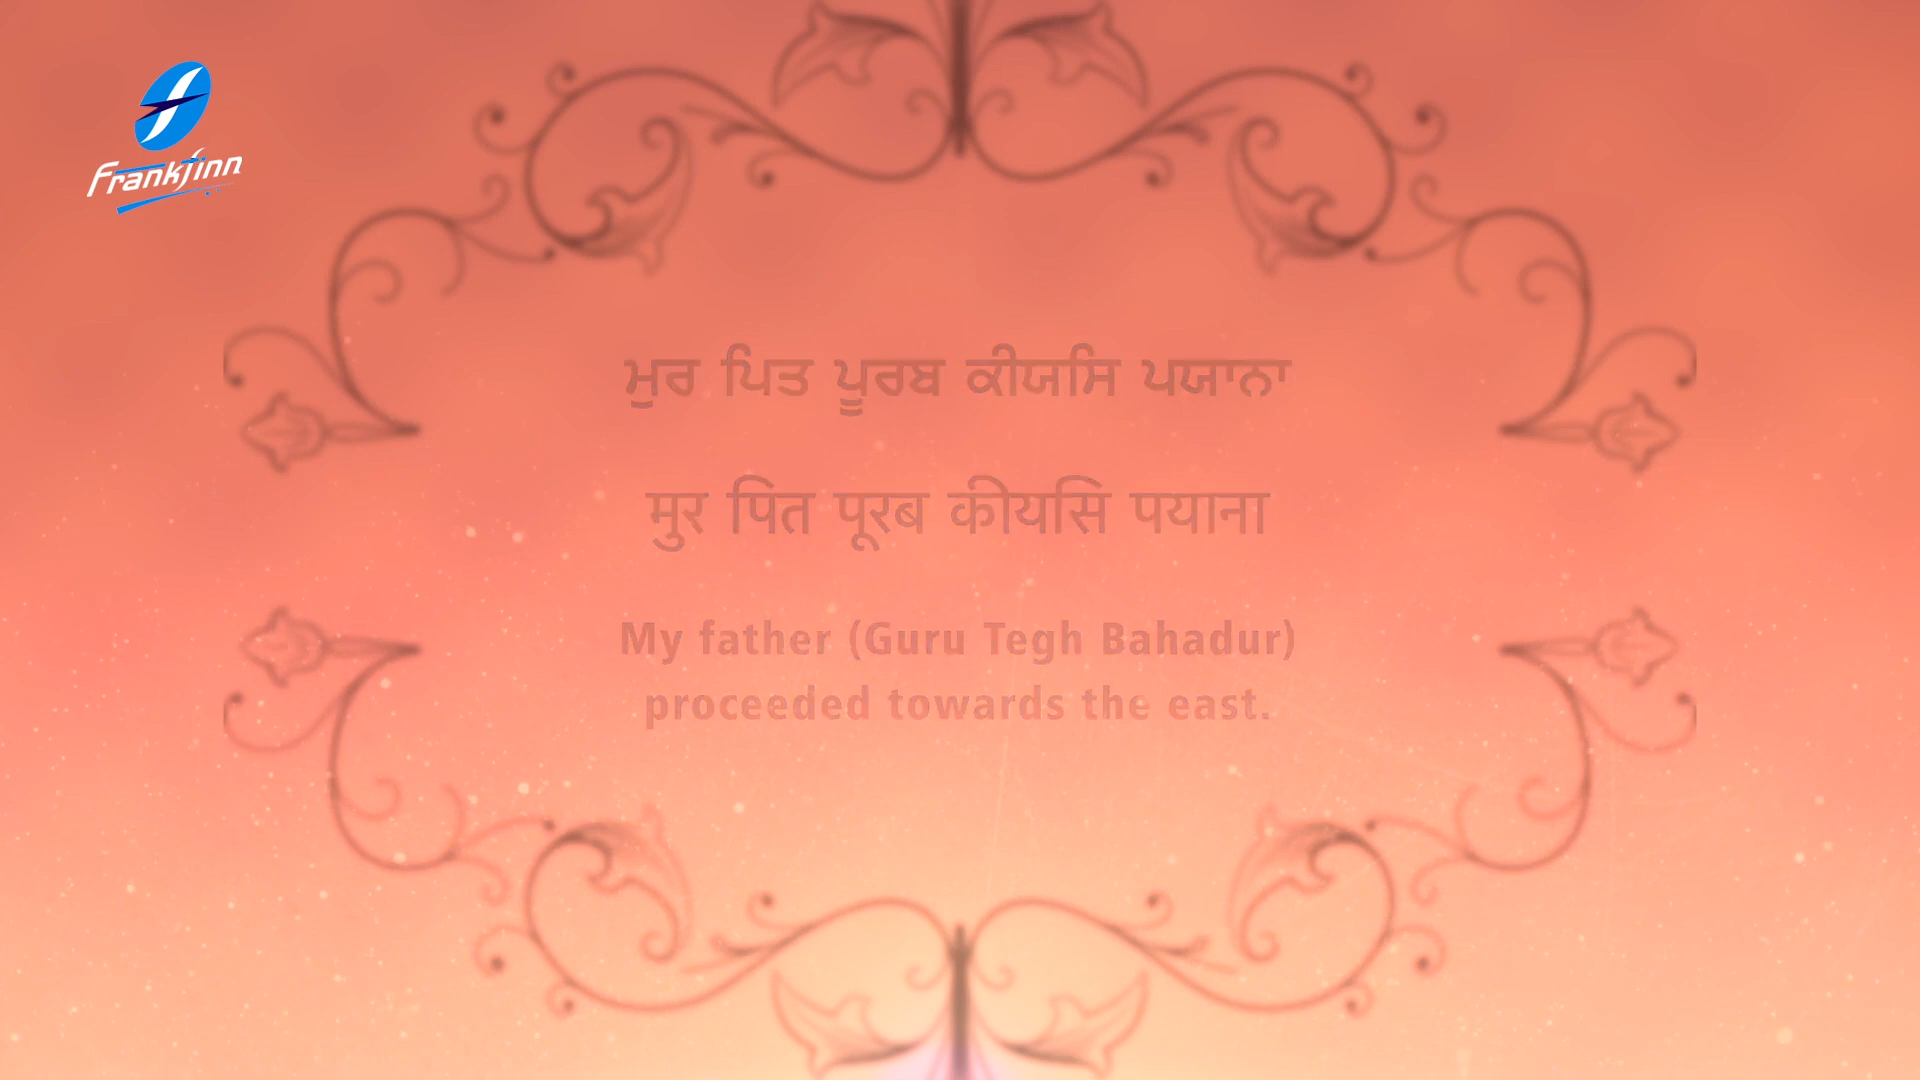 Frankfinn
ਮੁਰ ਪਿਤ ਪੂਰਬ ਕੀਯਸਿ ਪਯਾਨਾ
मुर पित पूरब कीयसि पयाना
My father (Guru Tegh Bahadur)
proceeded towards the east.